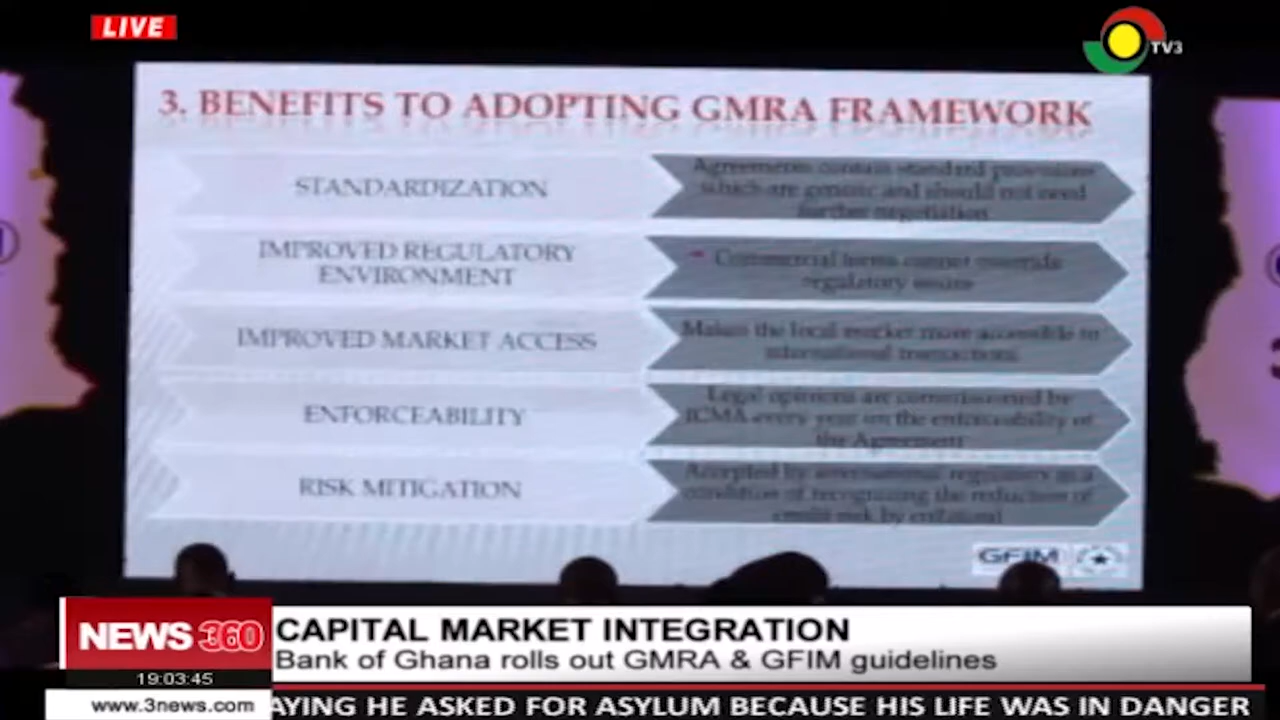 LIVE
TV3
3. BENEFITS TO ADOPTING GMRA FRAMEWORK
STANDARDIZATION
Agreements contain standard provisions
which are generic and should not need
further negotiation
IMPROVED REGULATORY
ENVIRONMENT
Commercial terms cannot override
regulatory
IMPROVED MARKET ACCESS
Makes the local market more accessible to
international transactions
ENFORCEABILITY
Legal opinions are commissioned by
ICMA every year on the enforceability of
the Agreement
RISK MITIGATION
Accepted by international regulators as a
condition of recognizing the reduction of
credit risk by collateral
GFIM
NEWS 360
CAPITAL MARKET INTEGRATION
Bank of Ghana rolls out GMRA & GFIM guidelines
19:03:45
www.3news.com
AYING HE ASKED FOR ASYLUM BECAUSE HIS LIFE WAS IN DANGER